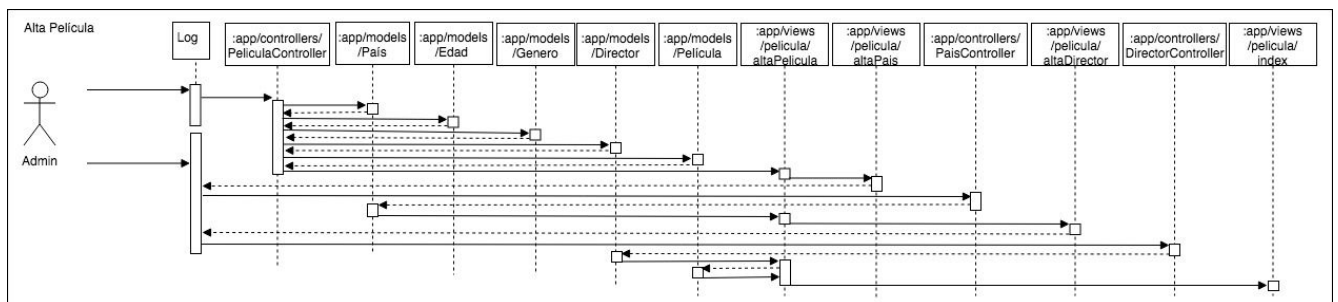 Alta Película
Log
:app/controllers/
PeliculaController
:app/models
/País
:app/models
/Edad
:app/models
/Genero
:app/models
/Director
:app/models
/Película
:app/views
/pelicula/
altaPelicula
:app/views
/pelicula/
altaPais
:app/controllers/
PaisController
:app/views
/pelicula/
altaDirector
:app/controllers/
DirectorController
:app/views
/pelicula/
index
Admin